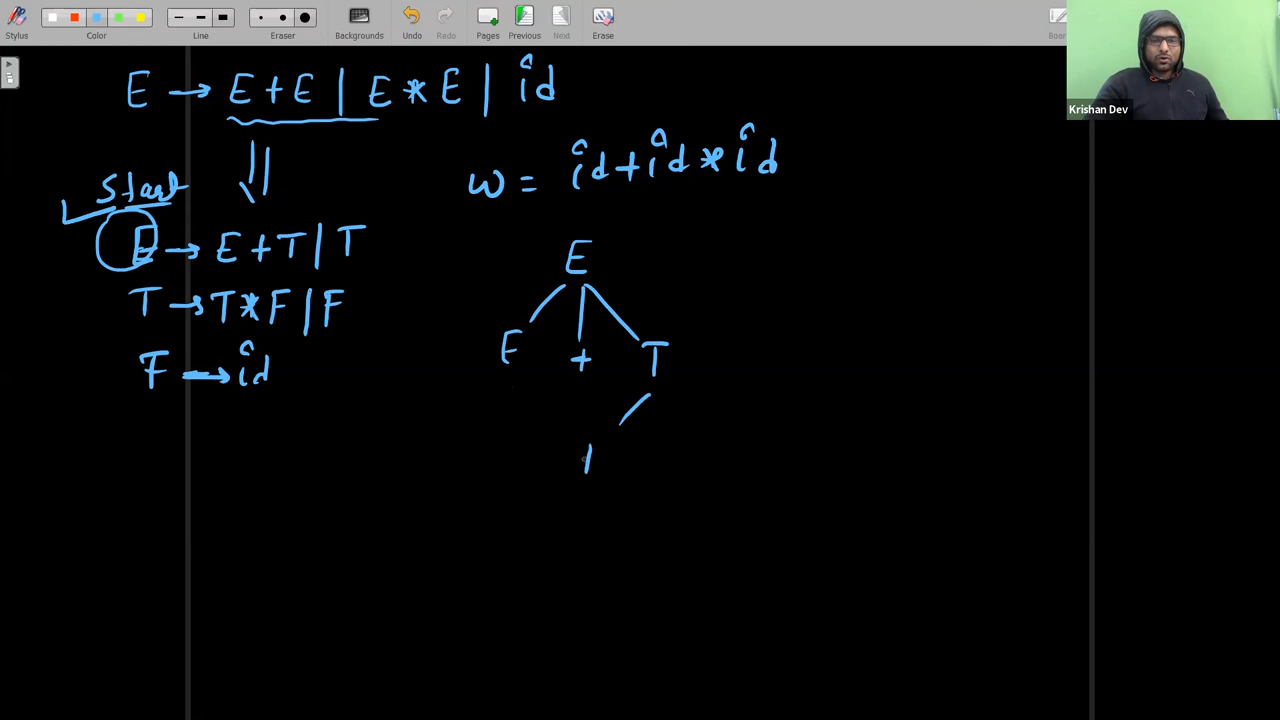 Stylus
Color
Line
Eraser
Backgrounds
Undo
Redo
Pages
Previous
Next
Erase
Krishan Dev
E → E + E | E * E | id
w = id + id * id
Start
E → E + T | T
T → T * F | F
F → id
E
E + T